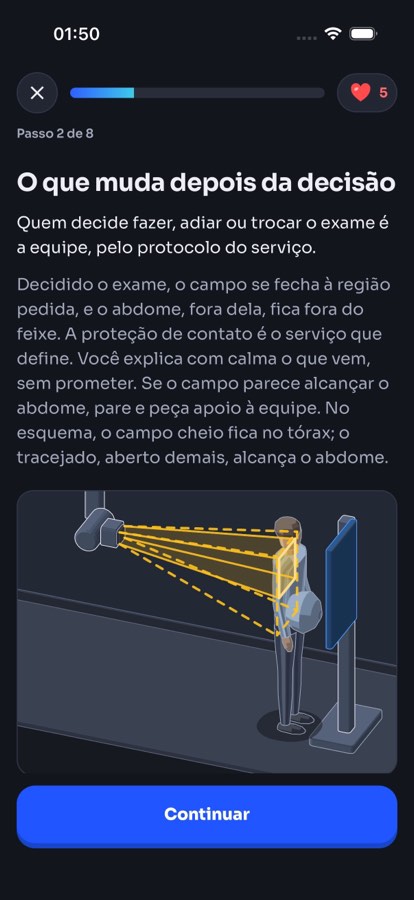 01:50
5
Passo 2 de 8
O que muda depois da decisão
Quem decide fazer, adiar ou trocar o exame é
a equipe, pelo protocolo do serviço.
Decidido o exame, o campo se fecha à região
pedida, e o abdome, fora dela, fica fora do
feixe. A proteção de contato é o serviço que
define. Você explica com calma o que vem,
sem prometer. Se o campo parece alcançar o
abdome, pare e peça apoio à equipe. No
esquema, o campo cheio fica no tórax; o
tracejado, aberto demais, alcança o abdome.
Continuar